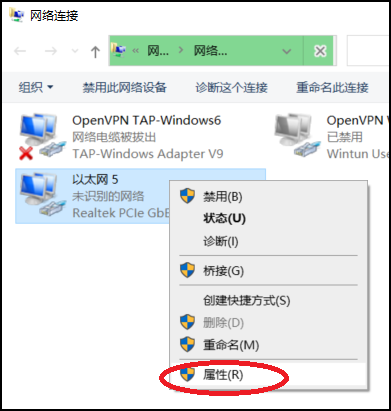 网络连接
« 网... › 网络...
组织 禁用此网络设备 诊断这个连接 重命名此连接
OpenVPN TAP-Windows6
网络电缆被拔出
TAP-Windows Adapter V9
OpenVPN W
已禁用
Wintun Use
以太网 5
未识别的网络
Realtek PCIe GbE
禁用(B)
状态(U)
诊断(I)
桥接(G)
创建快捷方式(S)
删除(D)
重命名(M)
属性(R)